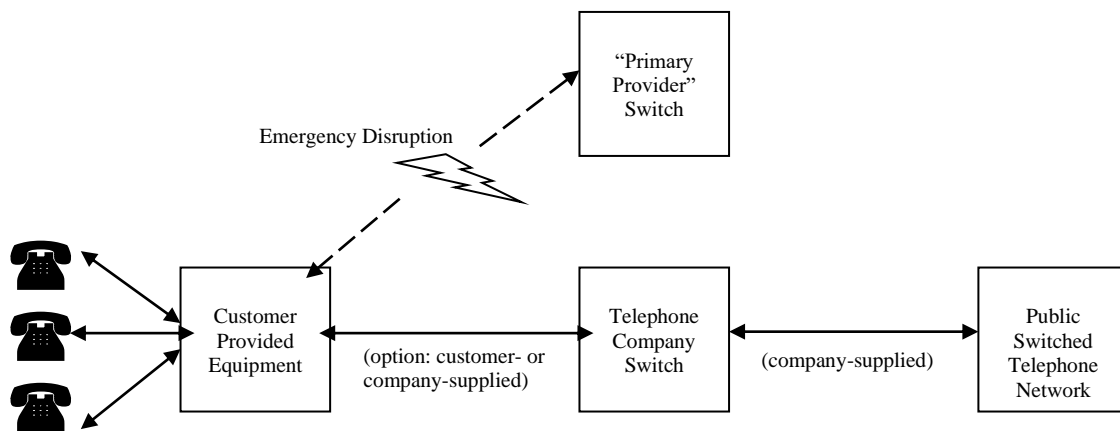 “Primary
Provider”
Switch
Emergency Disruption
Customer
Provided
Equipment
(option: customer- or
company-supplied)
Telephone
Company
Switch
(company-supplied)
Public
Switched
Telephone
Network